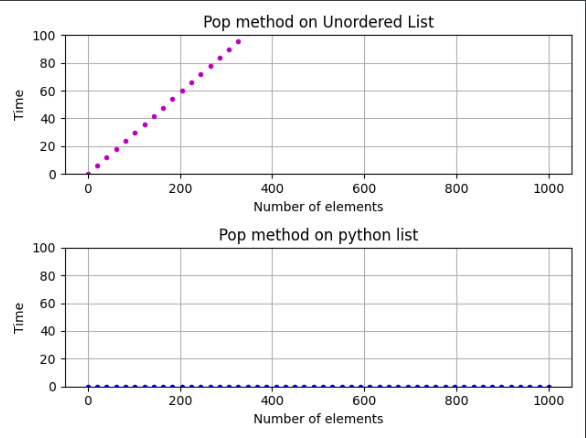 Pop method on Unordered List
100
80
60
40
20
0
Time
0 200 400 600 800 1000
Number of elements
Pop method on python list
100
80
60
40
20
0
Time
0 200 400 600 800 1000
Number of elements